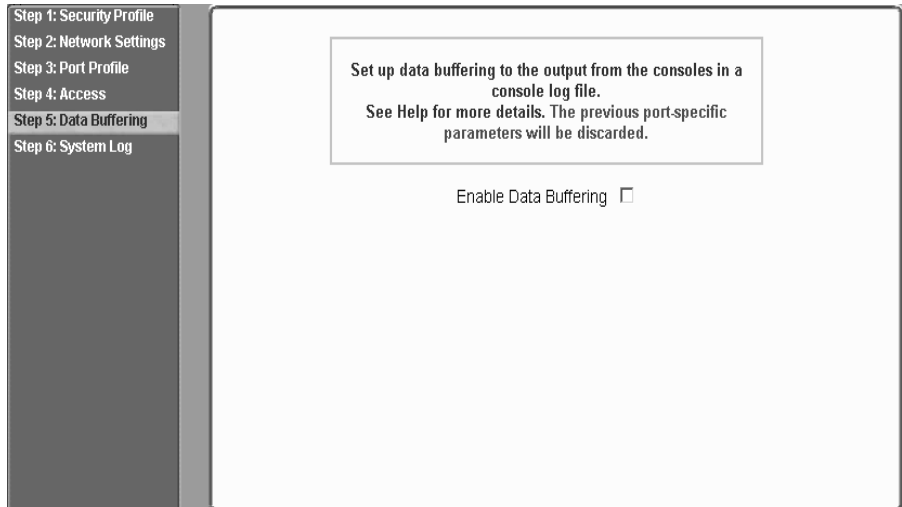 Step 1: Security Profile
Step 2: Network Settings
Step 3: Port Profile
Step 4: Access
Step 5: Data Buffering
Step 6: System Log
Set up data buffering to the output from the consoles in a
console log file.
See Help for more details. The previous port-specific
parameters will be discarded.
Enable Data Buffering